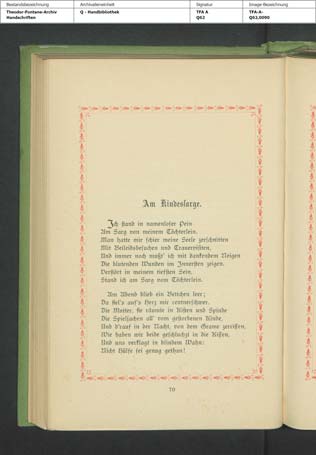 Bestandsbezeichnung Archivalieneinheit Signatur Image-Bezeichnung
Theodor-Fontane-Archiv Q - Handbibliothek TFA A TFA-A-
Handschriften Q62 Q62,0090
Am Kindessarge.
Ich stand in namenloser Pein
Am Sarg von meinem Töchterlein.
Man hatte mir schier meine Seele zerschnitten
Mit Beileidsbesuchen und Trauervisiten,
Und immer noch mußt' ich mit dankendem Neigen
Die blutenden Wunden im Innersten zeigen.
Verstört in meinem tiefsten Sein,
Stand ich am Sarg vom Töchterlein.
Am Abend blieb ein Bettchen leer;
Da fiel's auf's Herz mir centnerschwer.
Die Mutter, sie räumte in Kisten und Spinde
Die Spielsachen all' vom gestorbenen Kinde,
Und d'rauf in der Nacht, von dem Grame zerrissen,
Wie haben wir beide geschluchzt in die Kissen,
Und uns verklagt in blindem Wahn:
Nicht Hülfe sei genug gethan!
70